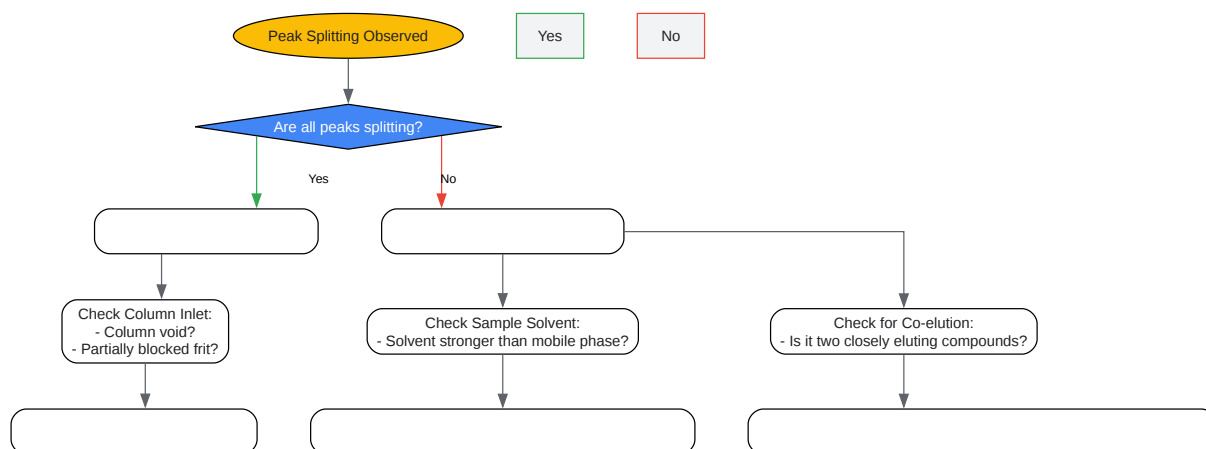 Peak Splitting Observed
Yes
No
Are all peaks splitting?
Yes
No
Check Column Inlet:
- Column void?
- Partially blocked frit?
Check Sample Solvent:
- Solvent stronger than mobile phase?
Check for Co-elution:
- Is it two closely eluting compounds?